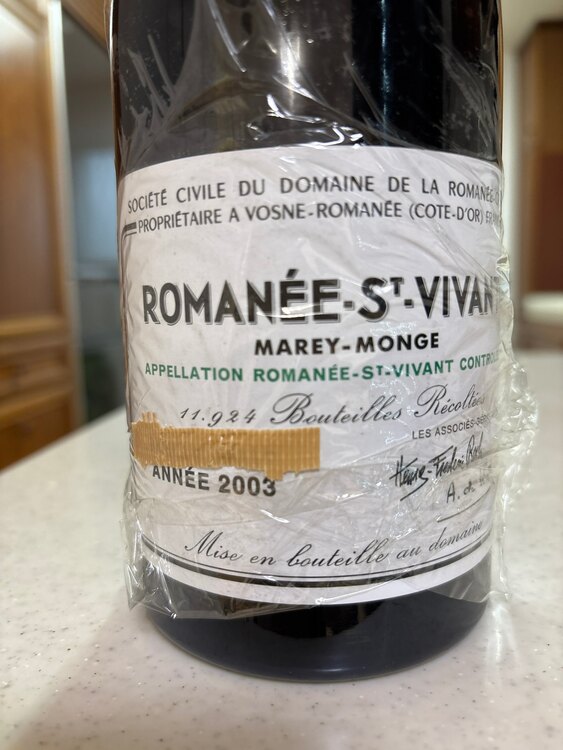 SOCIÉTÉ CIVILE DU DOMAINE DE LA ROMANÉE-
PROPRIÉTAIRE A VOSNE-ROMANÉE (COTE-D'OR)
ROMANÉE-ST-VIVANT
MAREY-MONGE
APPELLATION ROMANÉE-ST-VIVANT
11.924 Bouteilles Récoltées
LES ASSOCIÉS-
ANNÉE 2003
A. de
Mise en bouteille au domaine